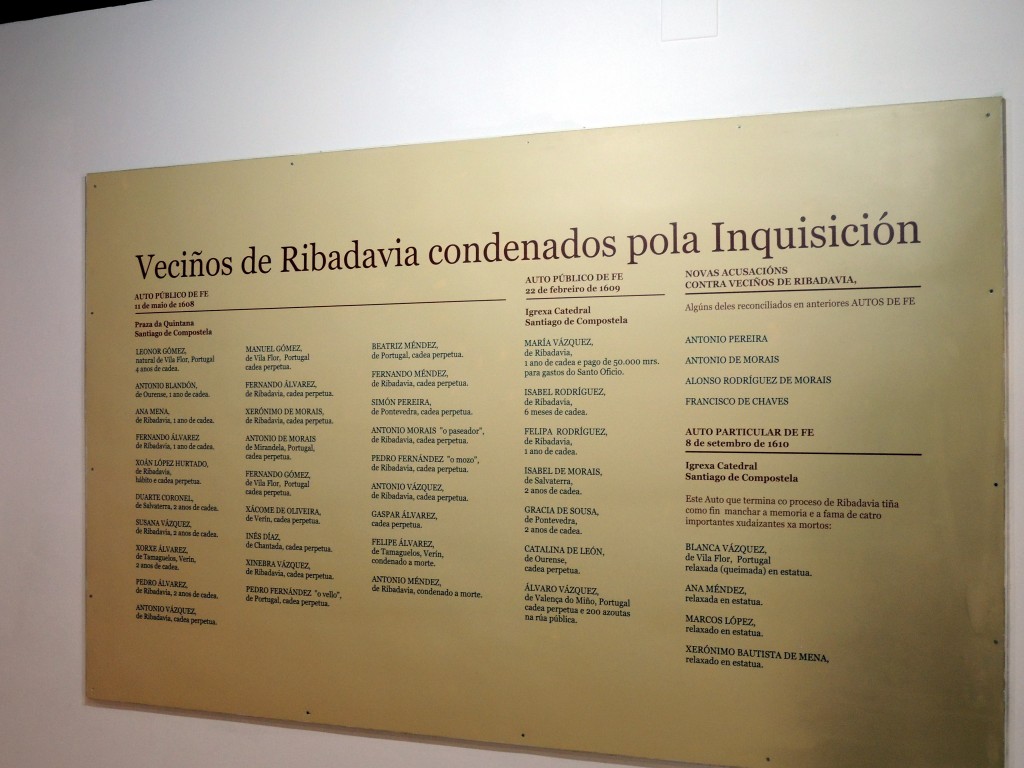 Veciños de Ribadavia condenados pola Inquisición
AUTO PÚBLICO DE FE
11 de maio de 1608
Praza da Quintana
Santiago de Compostela
LEONOR GÓMEZ,
natural de Vila Flor, Portugal
4 anos de cadea.
ANTONIO BLANDÓN,
de Ourense, 1 ano de cadea.
ANA MENA,
de Ribadavia, 1 ano de cadea.
FERNANDO ÁLVAREZ
de Ribadavia, 1 ano de cadea.
XOÁN LÓPEZ HURTADO,
de Ribadavia,
hábito e cadea perpetua.
DUARTE CORONEL,
de Salvaterra, 2 anos de cadea.
SUSANA VÁZQUEZ,
de Ribadavia, 2 anos de cadea.
XORXE ÁLVAREZ,
de Tamaguelos, Verín,
2 anos de cadea.
PEDRO ÁLVAREZ,
de Ribadavia, 2 anos de cadea.
ANTONIO VÁZQUEZ,
de Ribadavia, cadea perpetua.
MANUEL GÓMEZ,
de Vila Flor, Portugal
cadea perpetua.
FERNANDO ÁLVAREZ,
de Ribadavia, cadea perpetua.
XERÓNIMO DE MORAIS,
de Ribadavia, cadea perpetua.
ANTONIO DE MORAIS
de Mirandela, Portugal,
cadea perpetua.
FERNANDO GÓMEZ,
de Vila Flor, Portugal
cadea perpetua.
XÁCOME DE OLIVEIRA,
de Verín, cadea perpetua.
INÉS DÍAZ,
de Chantada, cadea perpetua.
XINEBRA VÁZQUEZ,
de Ribadavia, cadea perpetua.
PEDRO FERNÁNDEZ "o vello",
de Portugal, cadea perpetua.
BEATRIZ MÉNDEZ,
de Portugal, cadea perpetua.
FERNANDO MÉNDEZ,
de Ribadavia, cadea perpetua.
SIMÓN PEREIRA,
de Pontevedra, cadea perpetua.
ANTONIO MORAIS "o paseador",
de Ribadavia, cadea perpetua.
PEDRO FERNÁNDEZ "o mozo",
de Ribadavia, cadea perpetua.
ANTONIO VÁZQUEZ,
de Ribadavia, cadea perpetua.
GASPAR ÁLVAREZ,
cadea perpetua.
FELIPE ÁLVAREZ,
de Tamaguelos, Verín,
condenado a morte.
ANTONIO MÉNDEZ,
de Ribadavia, condenado a morte.
AUTO PÚBLICO DE FE
22 de febreiro de 1609
Igrexa Catedral
Santiago de Compostela
MARÍA VÁZQUEZ,
de Ribadavia,
1 ano de cadea e pago de 50.000 mrs.
para gastos do Santo Oficio.
ISABEL RODRÍGUEZ,
de Ribadavia,
6 meses de cadea.
FELIPA RODRÍGUEZ,
de Ribadavia,
1 ano de cadea.
ISABEL DE MORAIS,
de Salvaterra,
2 anos de cadea.
GRACIA DE SOUSA,
de Pontevedra,
2 anos de cadea.
CATALINA DE LEÓN,
de Ourense,
cadea perpetua.
ÁLVARO VÁZQUEZ,
de Valença do Miño, Portugal
cadea perpetua e 200 azoutas
na rúa pública.
NOVAS ACUSACIÓNS
CONTRA VECIÑOS DE RIBADAVIA,
Algúns deles reconciliados en anteriores AUTOS DE FE
ANTONIO PEREIRA
ANTONIO DE MORAIS
ALONSO RODRÍGUEZ DE MORAIS
FRANCISCO DE CHAVES
AUTO PARTICULAR DE FE
8 de setembro de 1610
Igrexa Catedral
Santiago de Compostela
Este Auto que termina co proceso de Ribadavia tiña
como fin manchar a memoria e a fama de catro
importantes xudaizantes xa mortos:
BLANCA VÁZQUEZ,
de Vila Flor, Portugal
relaxada (queimada) en estatua.
ANA MÉNDEZ,
relaxada en estatua.
MARCOS LÓPEZ,
relaxado en estatua.
XERÓNIMO BAUTISTA DE MENA,
relaxado en estatua.